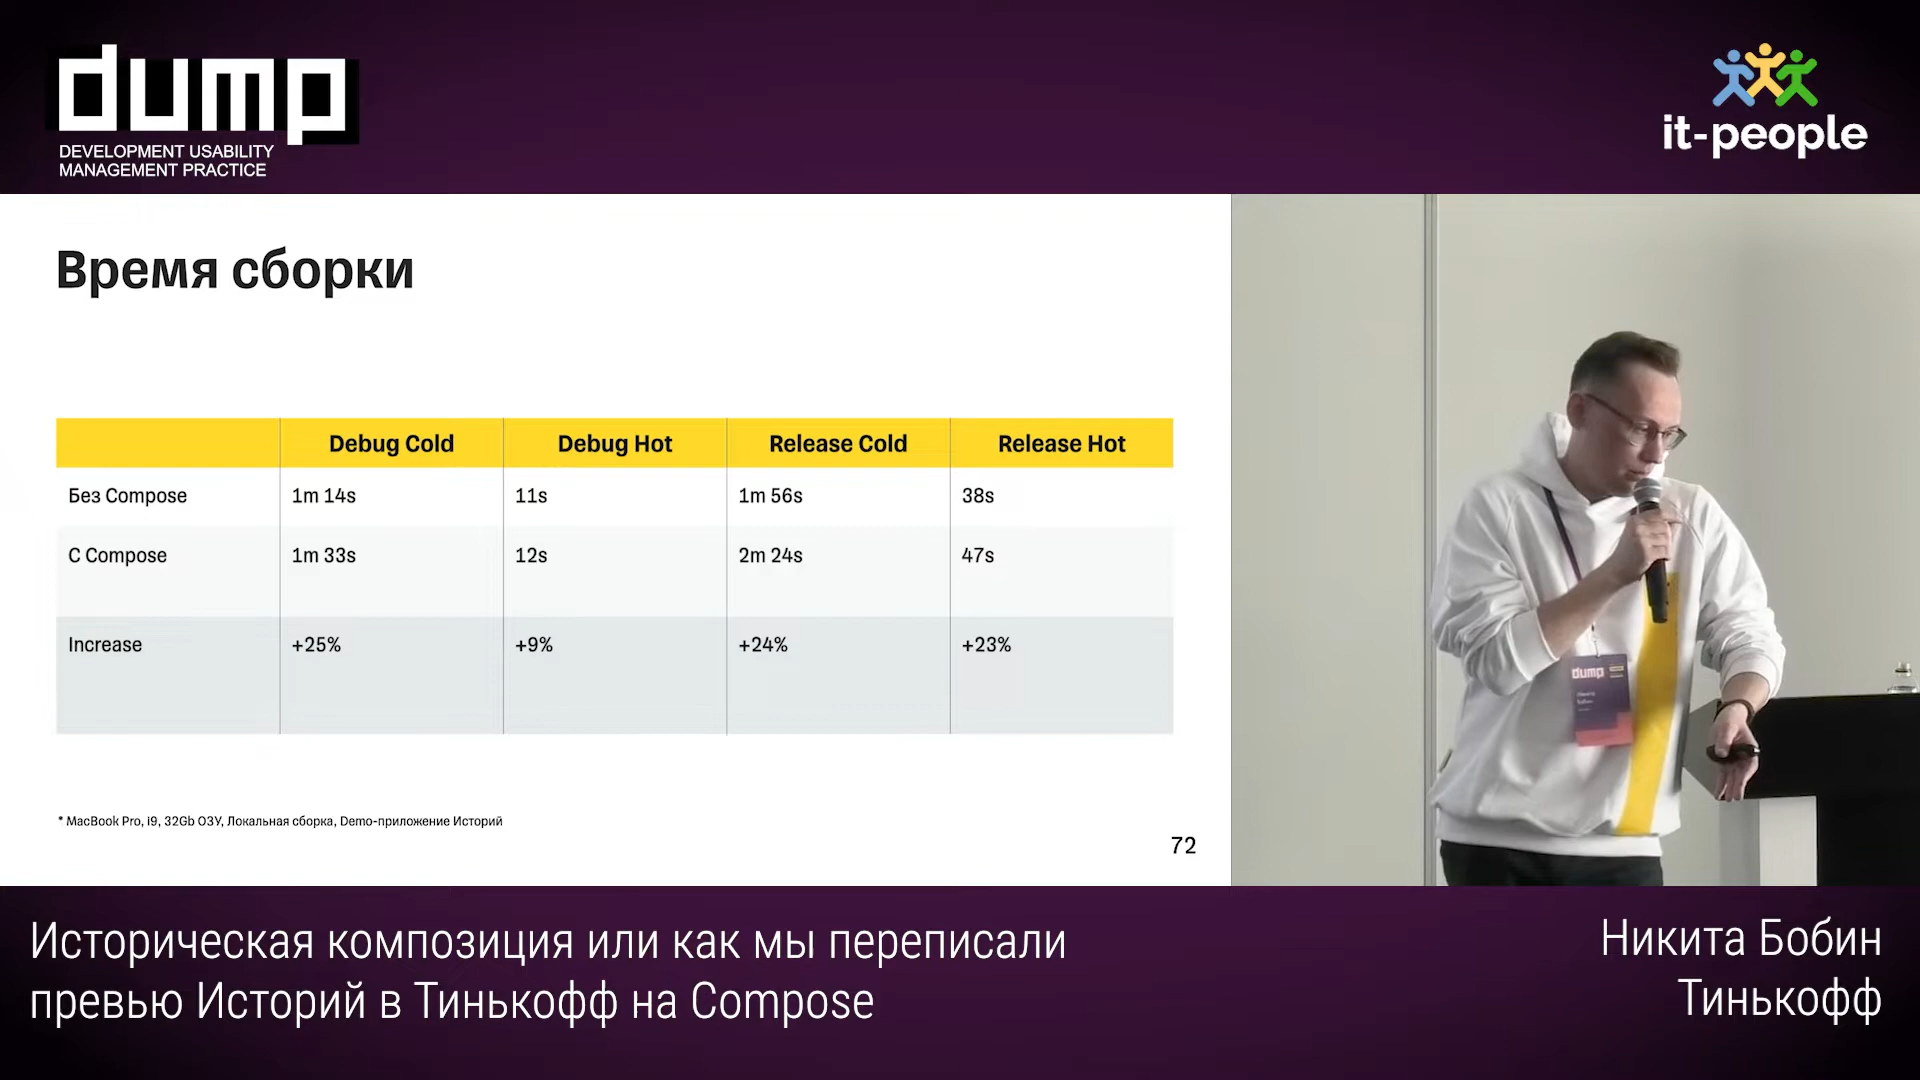 dump
DEVELOPMENT USABILITY
MANAGEMENT PRACTICE
it-people
Время сборки
Debug Cold Debug Hot Release Cold Release Hot
Без Compose 1m 14s 11s 1m 56s 38s
С Compose 1m 33s 12s 2m 24s 47s
Increase +25% +9% +24% +23%
* MacBook Pro, i9, 32Gb ОЗУ, Локальная сборка, Demo-приложение Историй
72
dump
Историческая композиция или как мы переписали
превью Историй в Тинькофф на Compose
Никита Бобин
Тинькофф